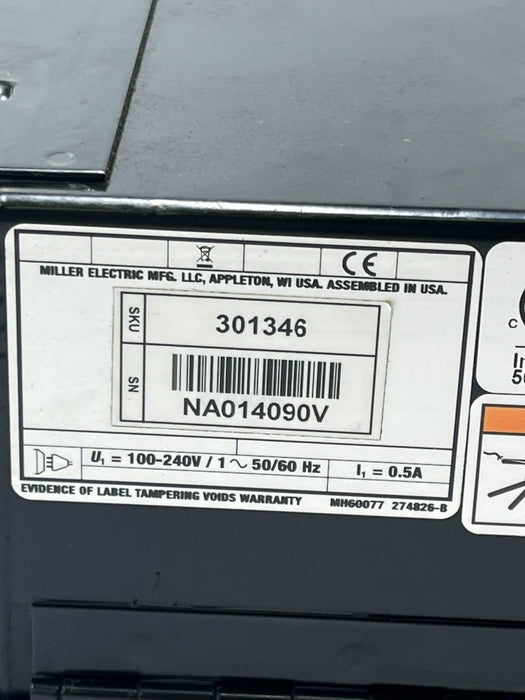 CE
MILLER ELECTRIC MFG. LLC, APPLETON, WI USA. ASSEMBLED IN USA.
SKU
301346
SN.
NA014090V
U₁ = 100-240V / 1 ~ 50/60 Hz
I₁ = 0.5A
EVIDENCE OF LABEL TAMPERING VOIDS WARRANTY
MH60077 274826-B
C